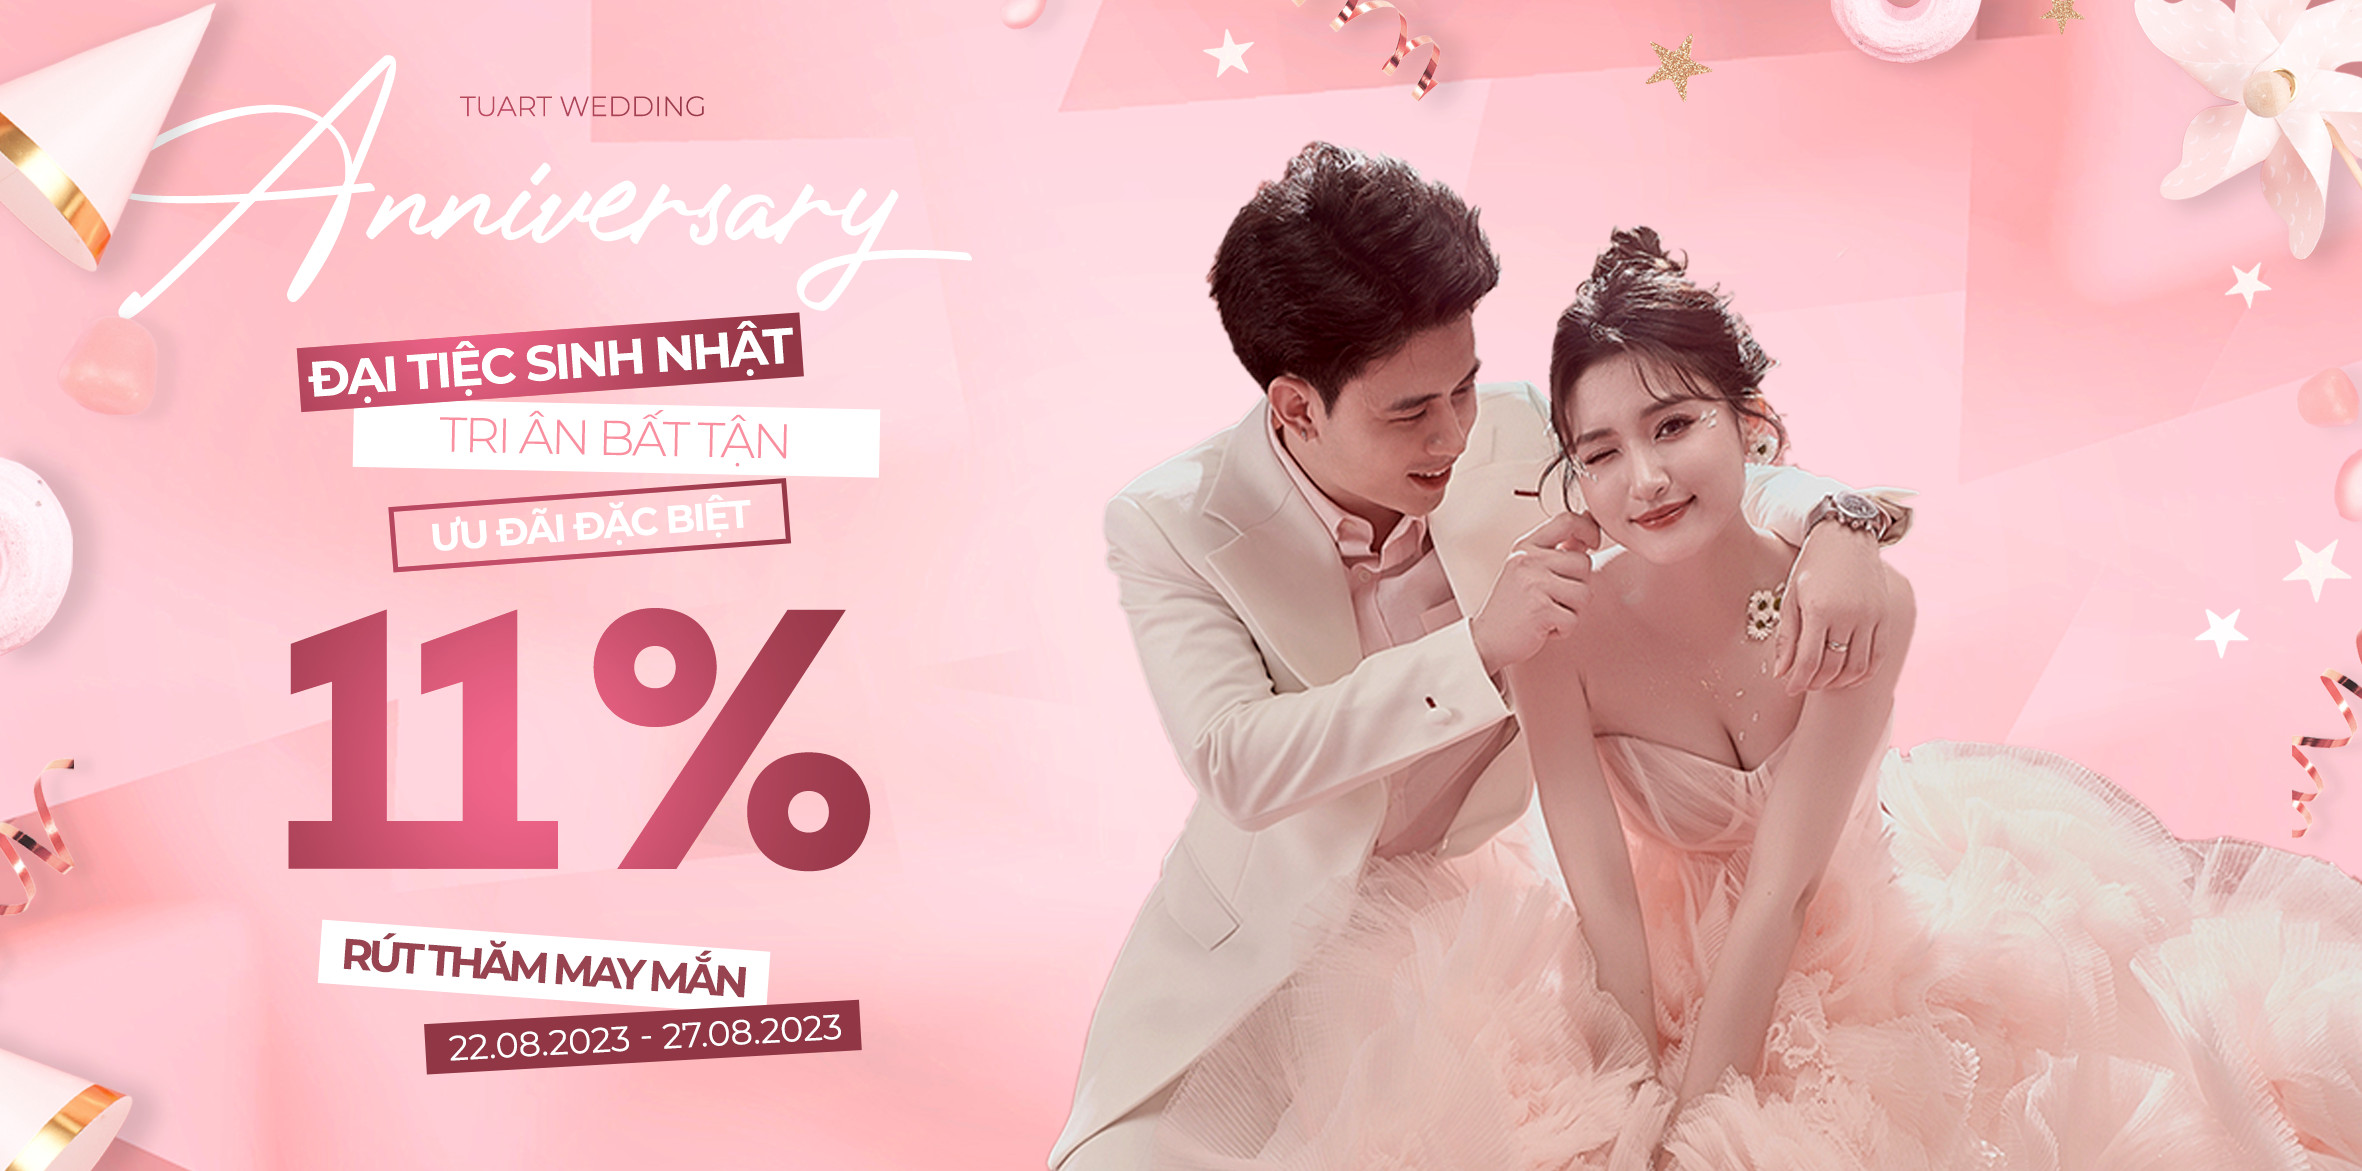 TUART WEDDING
Anniversary
ĐẠI TIỆC SINH NHẬT
TRI ÂN BẤT TẬN
ƯU ĐÃI ĐẶC BIỆT
11%
RÚT THĂM MAY MẮN
22.08.2023 - 27.08.2023